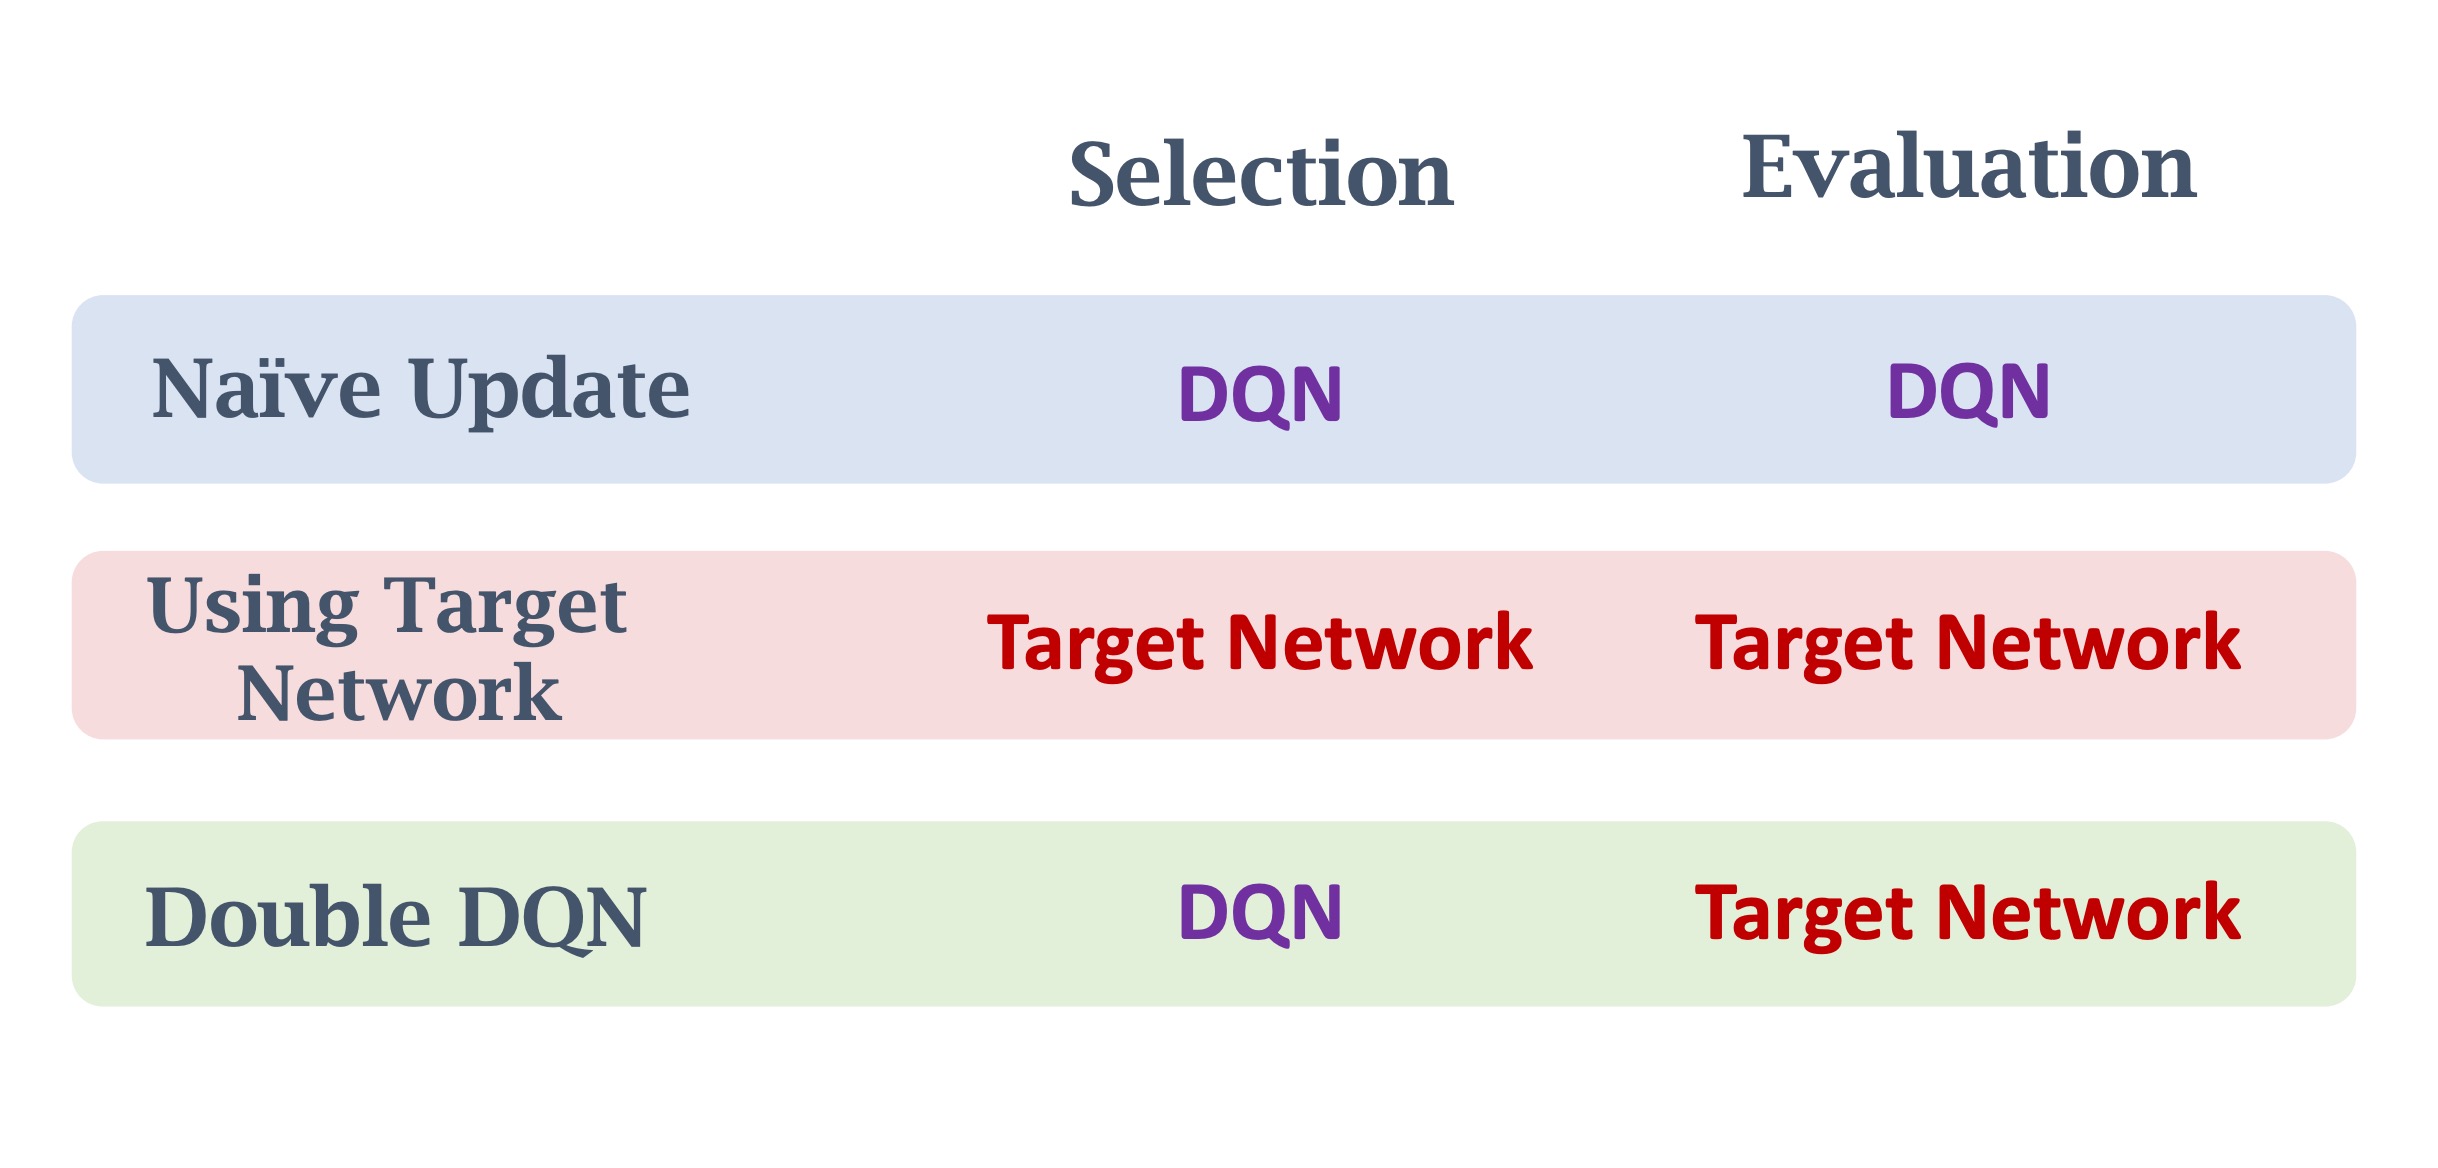 Selection Evaluation
Naïve Update DQN DQN
Using Target
Network
Target Network Target Network
Double DQN DQN Target Network